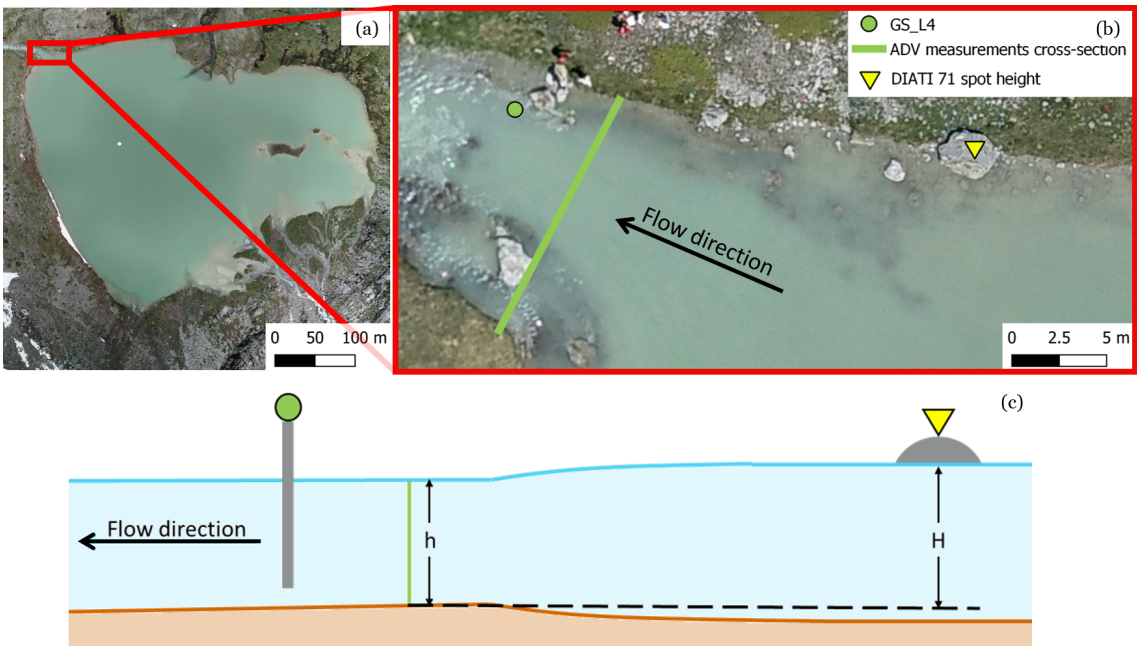 (a)
0 50 100 m
(b)
GS_L4
ADV measurements cross-section
DIATI 71 spot height
Flow direction
0 2.5 5 m
(c)
Flow direction
h
H